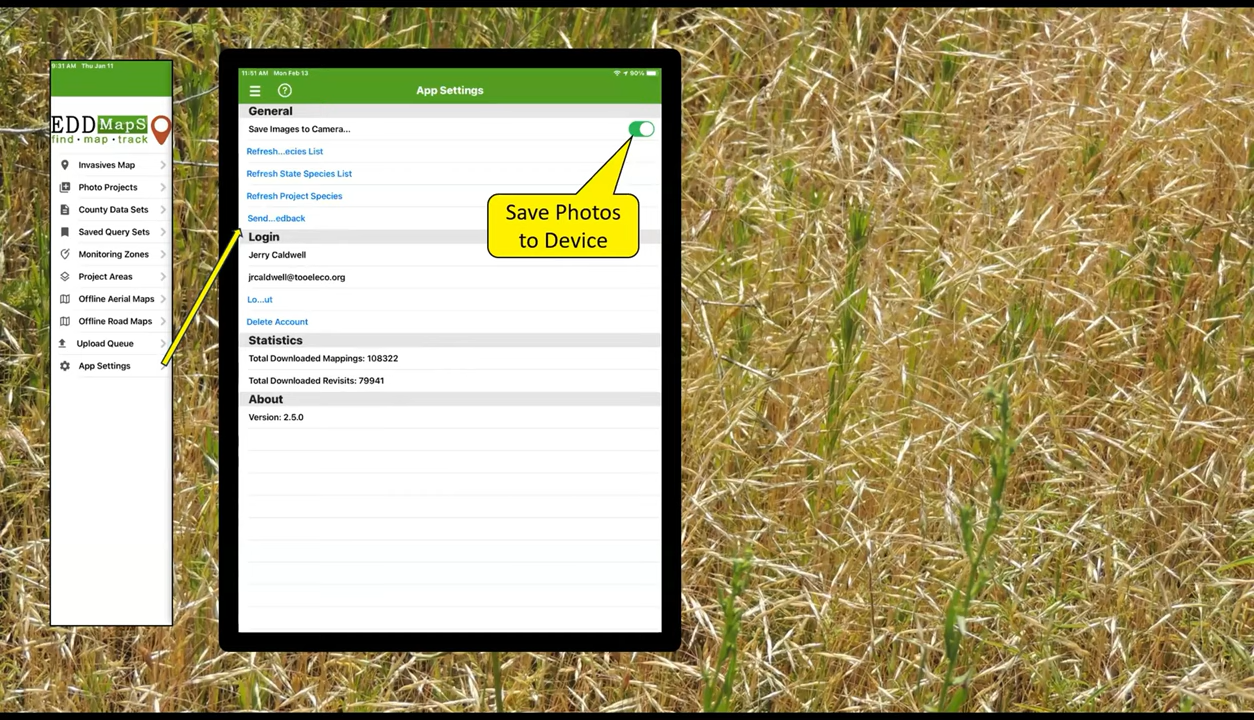 9:31 AM Thu Jan 11
EDDMapS
find · map · track
Invasives Map
Photo Projects
County Data Sets
Saved Query Sets
Monitoring Zones
Project Areas
Offline Aerial Maps
Offline Road Maps
Upload Queue
App Settings
11:51 AM Mon Feb 13
90%
?
App Settings
General
Save Images to Camera...
Refresh...ecies List
Refresh State Species List
Refresh Project Species
Send...edback
Save Photos
to Device
Login
Jerry Caldwell
jrcaldwell@tooeleco.org
Lo...ut
Delete Account
Statistics
Total Downloaded Mappings: 108322
Total Downloaded Revisits: 79941
About
Version: 2.5.0